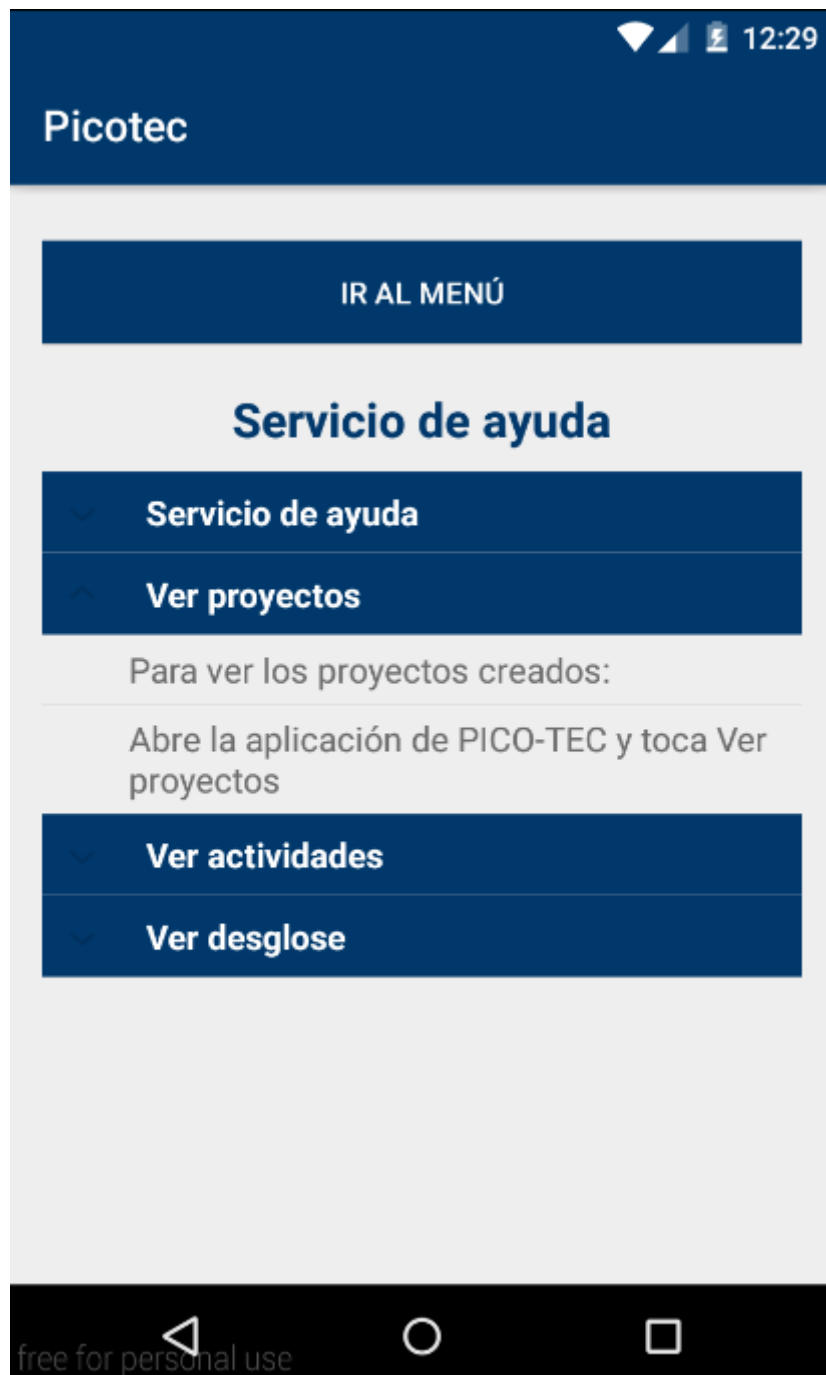 12:29
Picotec
IR AL MENÚ
Servicio de ayuda
Servicio de ayuda
Ver proyectos
Para ver los proyectos creados:
Abre la aplicación de PICO-TEC y toca Ver
proyectos
Ver actividades
Ver desglose
free for personal use